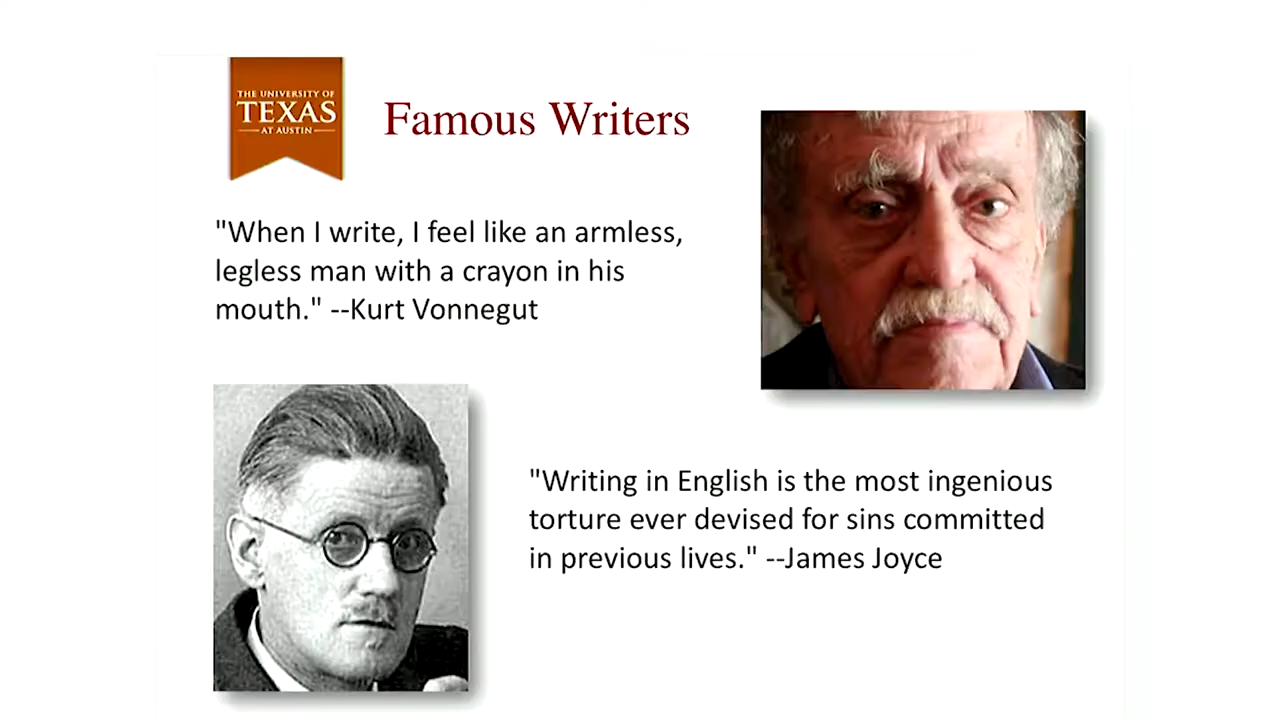 THE UNIVERSITY OF
TEXAS
AT AUSTIN
Famous Writers
"When I write, I feel like an armless,
legless man with a crayon in his
mouth." --Kurt Vonnegut
"Writing in English is the most ingenious
torture ever devised for sins committed
in previous lives." --James Joyce